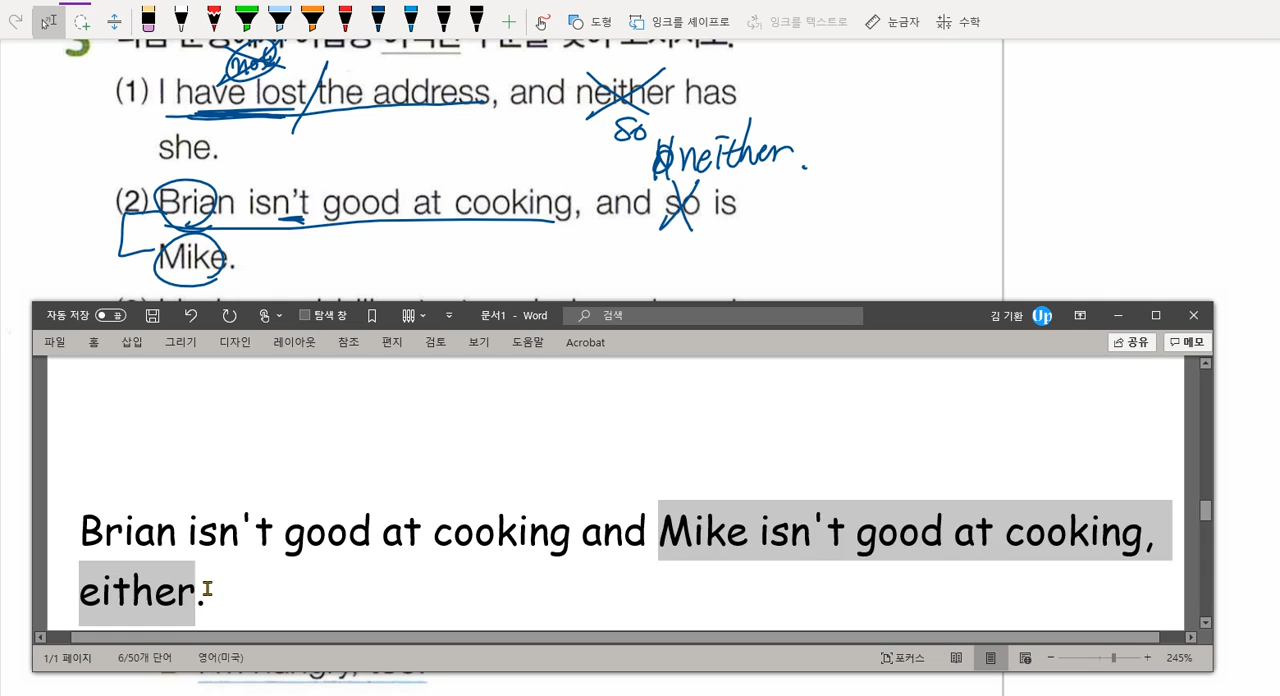 도형 잉크를 셰이프로 잉크를 텍스트로 눈금자 수학
(1) I have lost the address, and neither has
so
she.
neither.
(2) Brian isn't good at cooking, and so is
Mike.
자동 저장 끔 탐색 창 문서1 - Word 검색 김 기환 Up
파일 홈 삽입 그리기 디자인 레이아웃 참조 편지 검토 보기 도움말 Acrobat 공유 메모
Brian isn't good at cooking and Mike isn't good at cooking,
either.
1/1 페이지 6/50개 단어 영어(미국) 포커스 245%